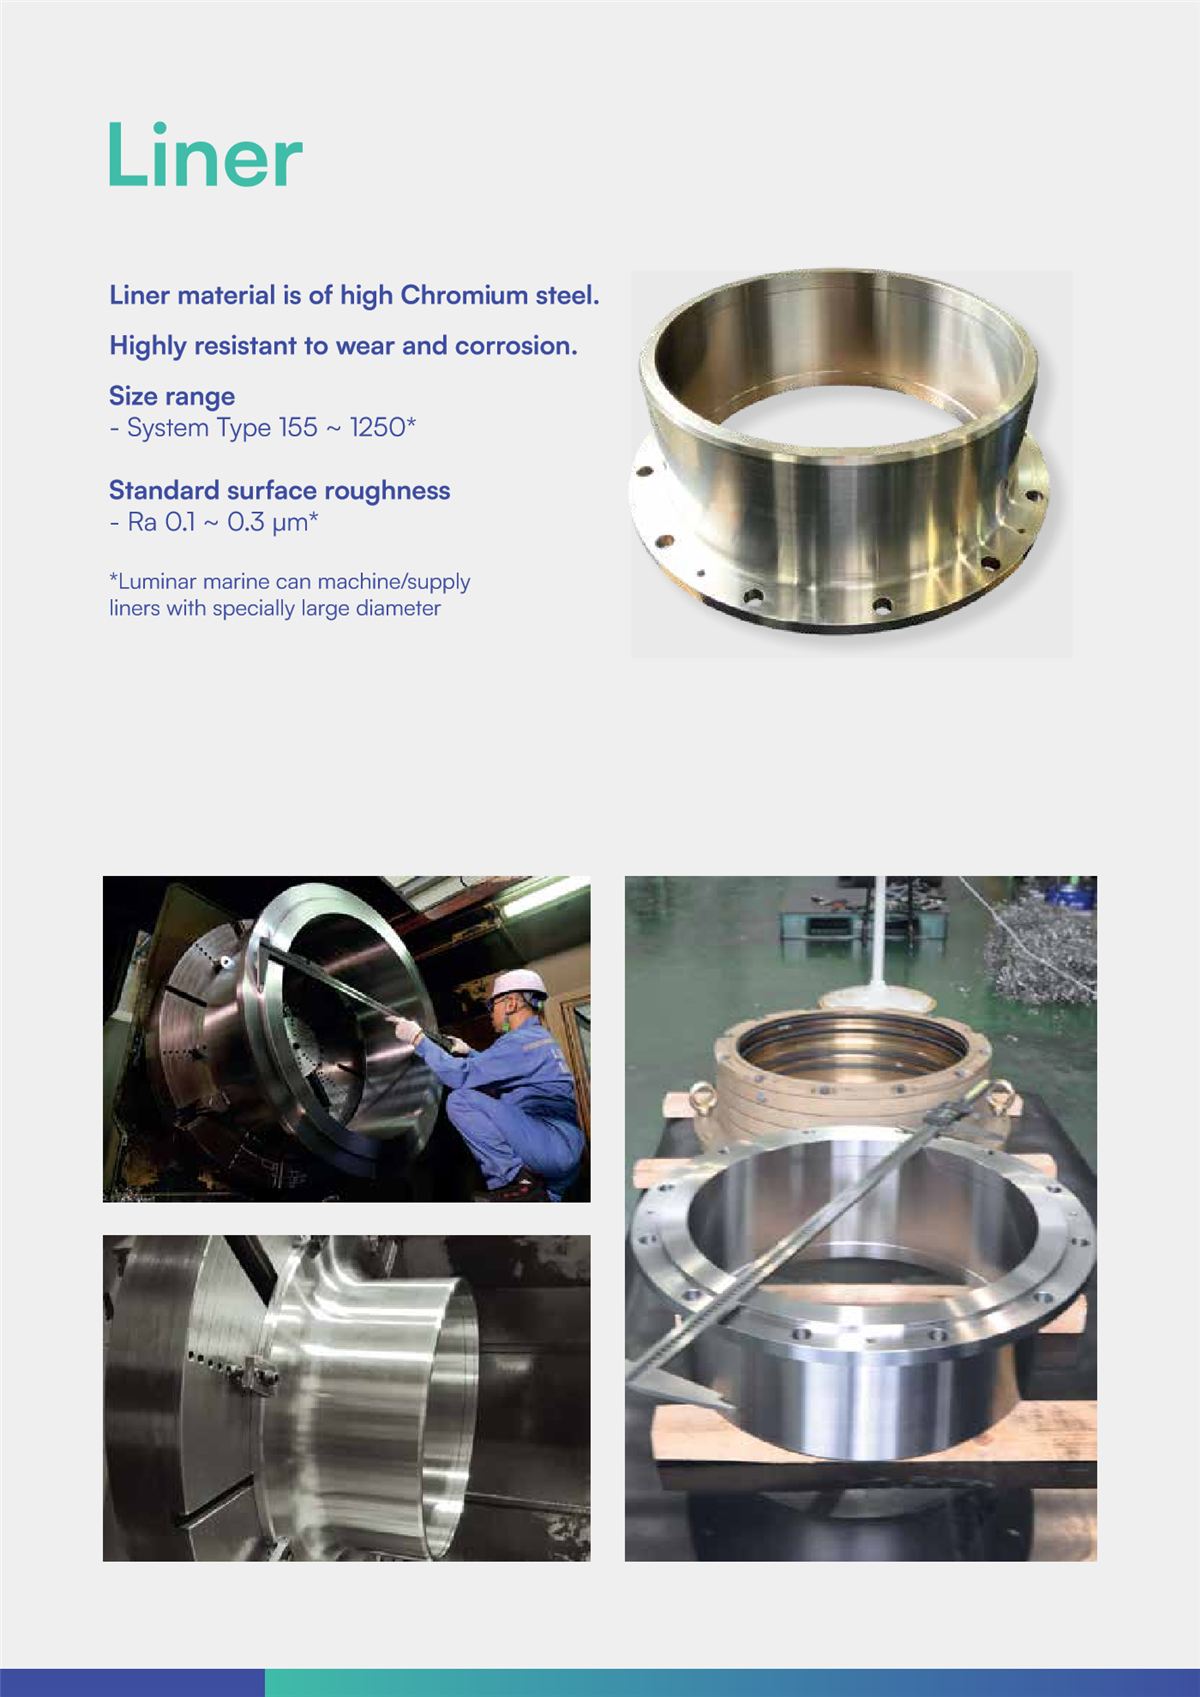 Liner
Liner material is of high Chromium steel.
Highly resistant to wear and corrosion.
Size range
- System Type 155 ~ 1250*
Standard surface roughness
- Ra 0.1 ~ 0.3 µm*
*Luminar marine can machine/supply
liners with specially large diameter